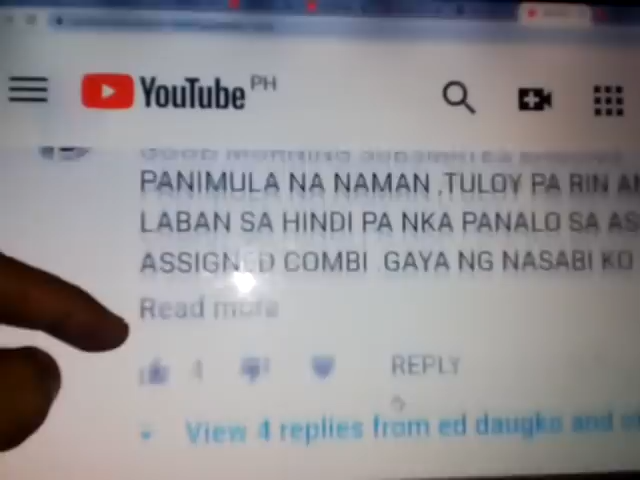 YouTube PH
PANIMULA NA NAMAN ,TULOY PA RIN
LABAN SA HINDI PA NKA PANALO SA
ASSIGNED COMBI GAYA NG NASABI KO
Read more
4 REPLY
View 4 replies from ed daugko and